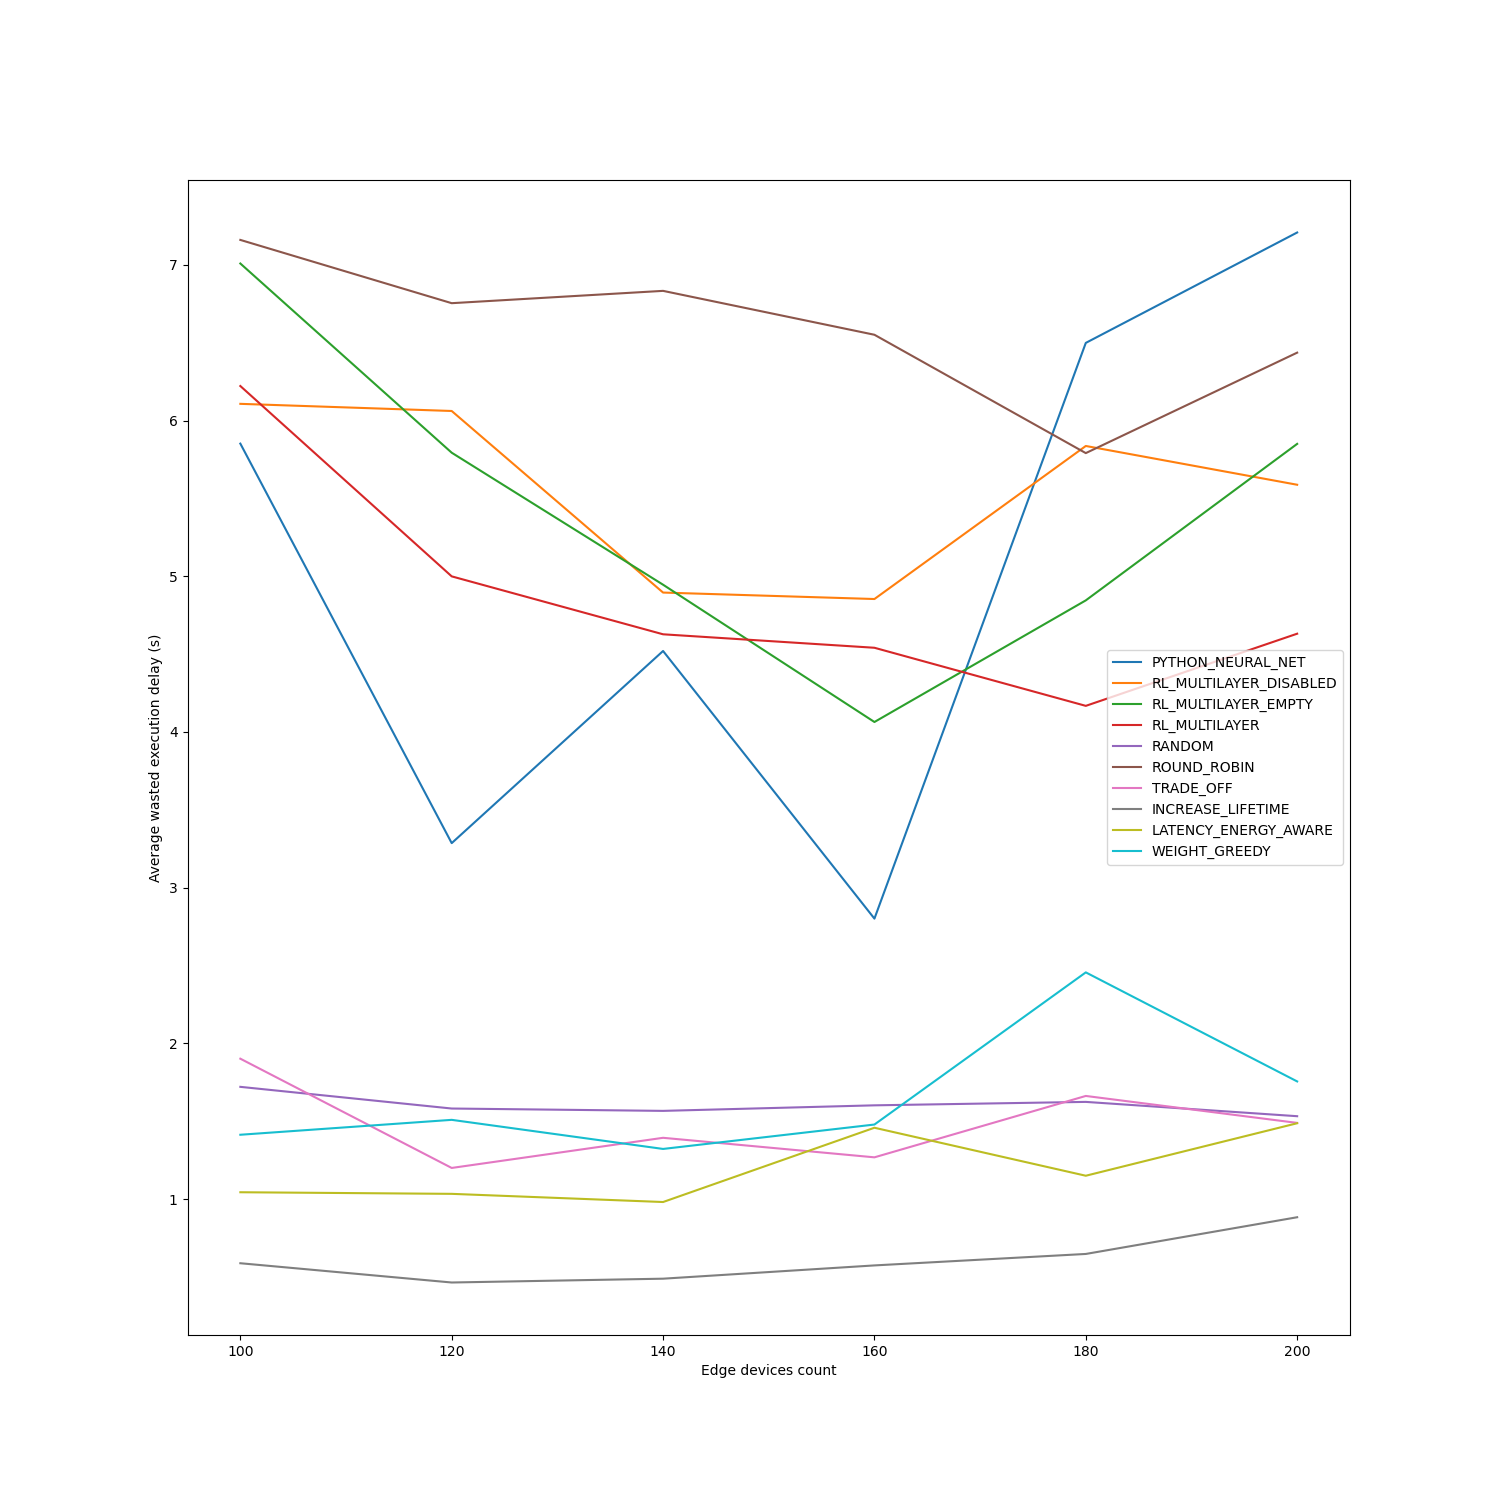 7
6
5
4
3
2
1
Average wasted execution delay (s)
PYTHON_NEURAL_NET
RL_MULTILAYER_DISABLED
RL_MULTILAYER_EMPTY
RL_MULTILAYER
RANDOM
ROUND_ROBIN
TRADE_OFF
INCREASE_LIFETIME
LATENCY_ENERGY_AWARE
WEIGHT_GREEDY
100 120 140 160 180 200
Edge devices count